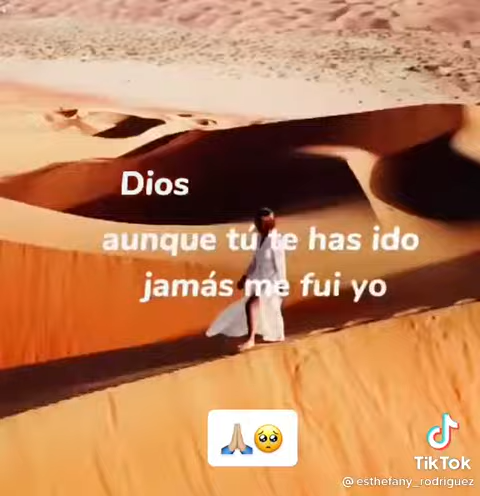 Dios
aunque tú te has ido
jamás me fui yo
🙏🏼🥺
TikTok
@esthefany_rodriguez